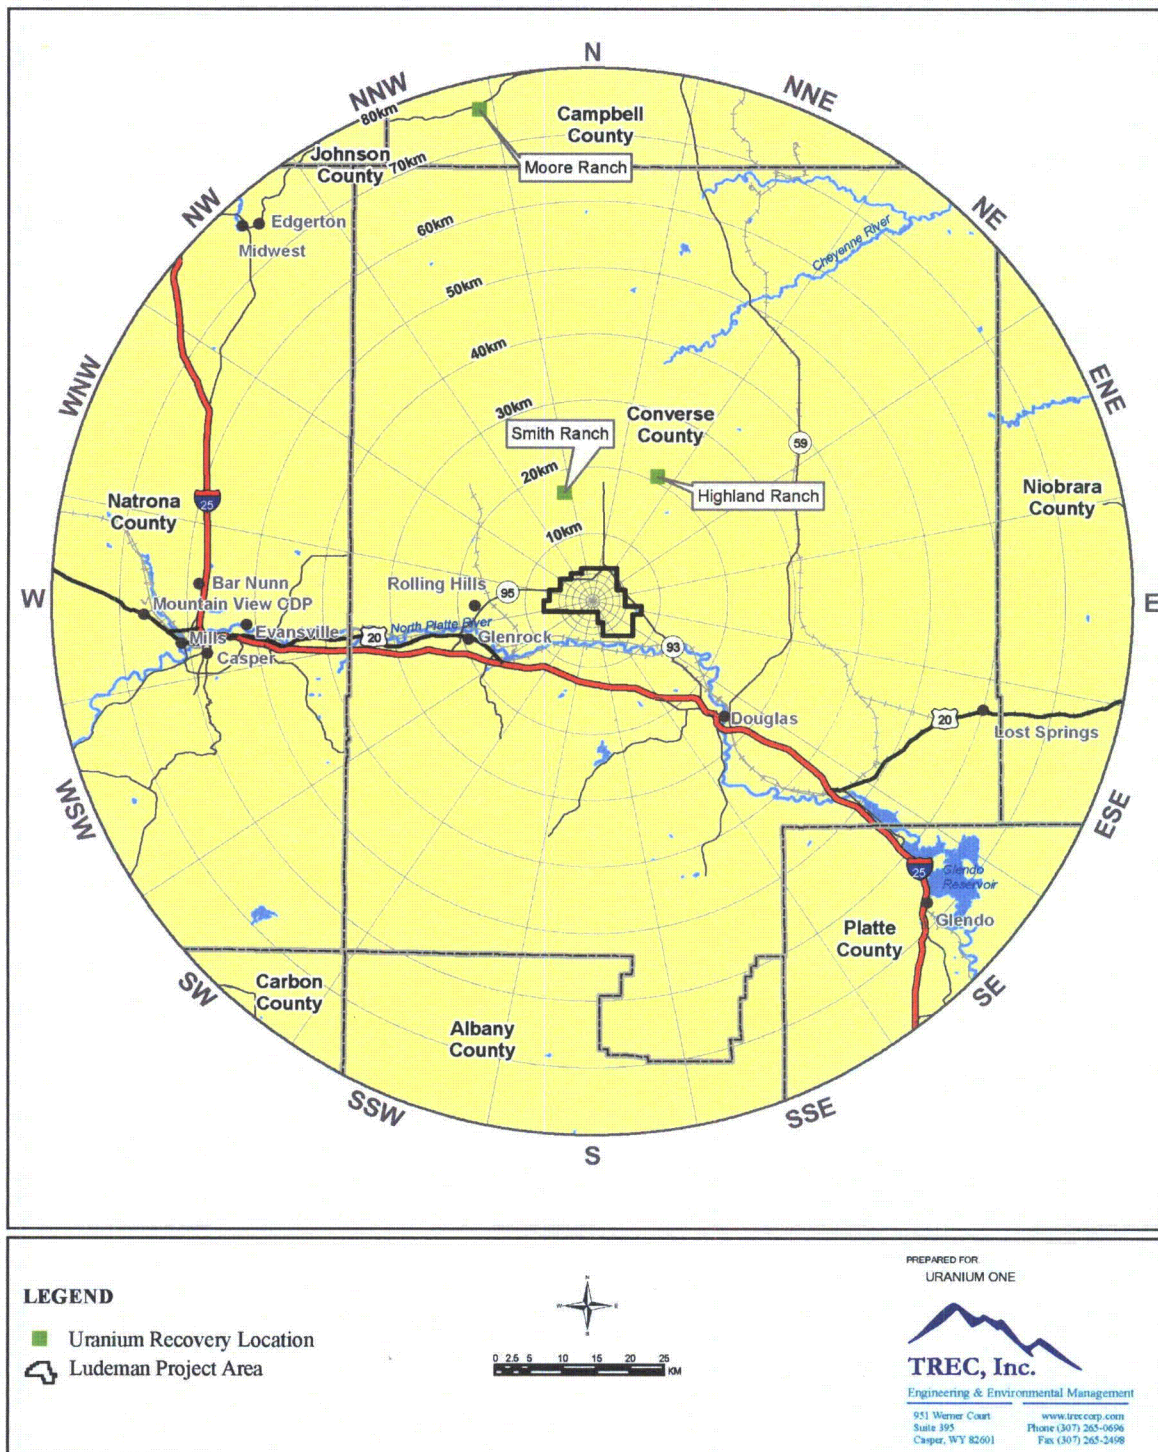 N
NNW
NNE
80km
Campbell
County
Johnson
County
70km
Moore Ranch
NW
NE
Edgerton
Midwest
60km
Cheyenne River
50km
40km
WNW
ENE
30km
Converse
County
Smith Ranch
59
20km
Highland Ranch
Natrona
County
25
Niobrara
County
10km
Bar Nunn
Rolling Hills
95
W
E
Mountain View CDP
Mills
Evansville
20
North Platte River
Glenrock
93
Casper
Douglas
20
Lost Springs
WSW
ESE
25
Glendo
Reservoir
Glendo
Platte
County
SW
SE
Carbon
County
Albany
County
SSW
SSE
S
LEGEND
Uranium Recovery Location
Ludeman Project Area
N
W E
S
0 2.5 5 10 15 20 25
KM
PREPARED FOR
URANIUM ONE
TREC, Inc.
Engineering & Environmental Management
951 Werner Court
Suite 395
Casper, WY 82601
www.treccorp.com
Phone (307) 265-0696
Fax (307) 265-2498